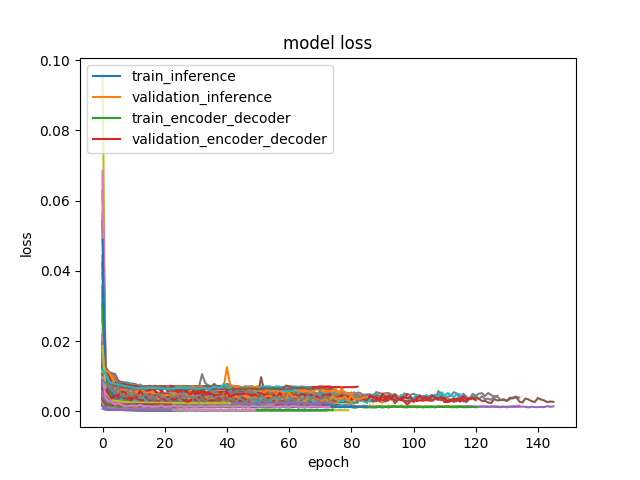 model loss
train_inference
validation_inference
train_encoder_decoder
validation_encoder_decoder
0.10
0.08
0.06
0.04
0.02
0.00
loss
0 20 40 60 80 100 120 140
epoch